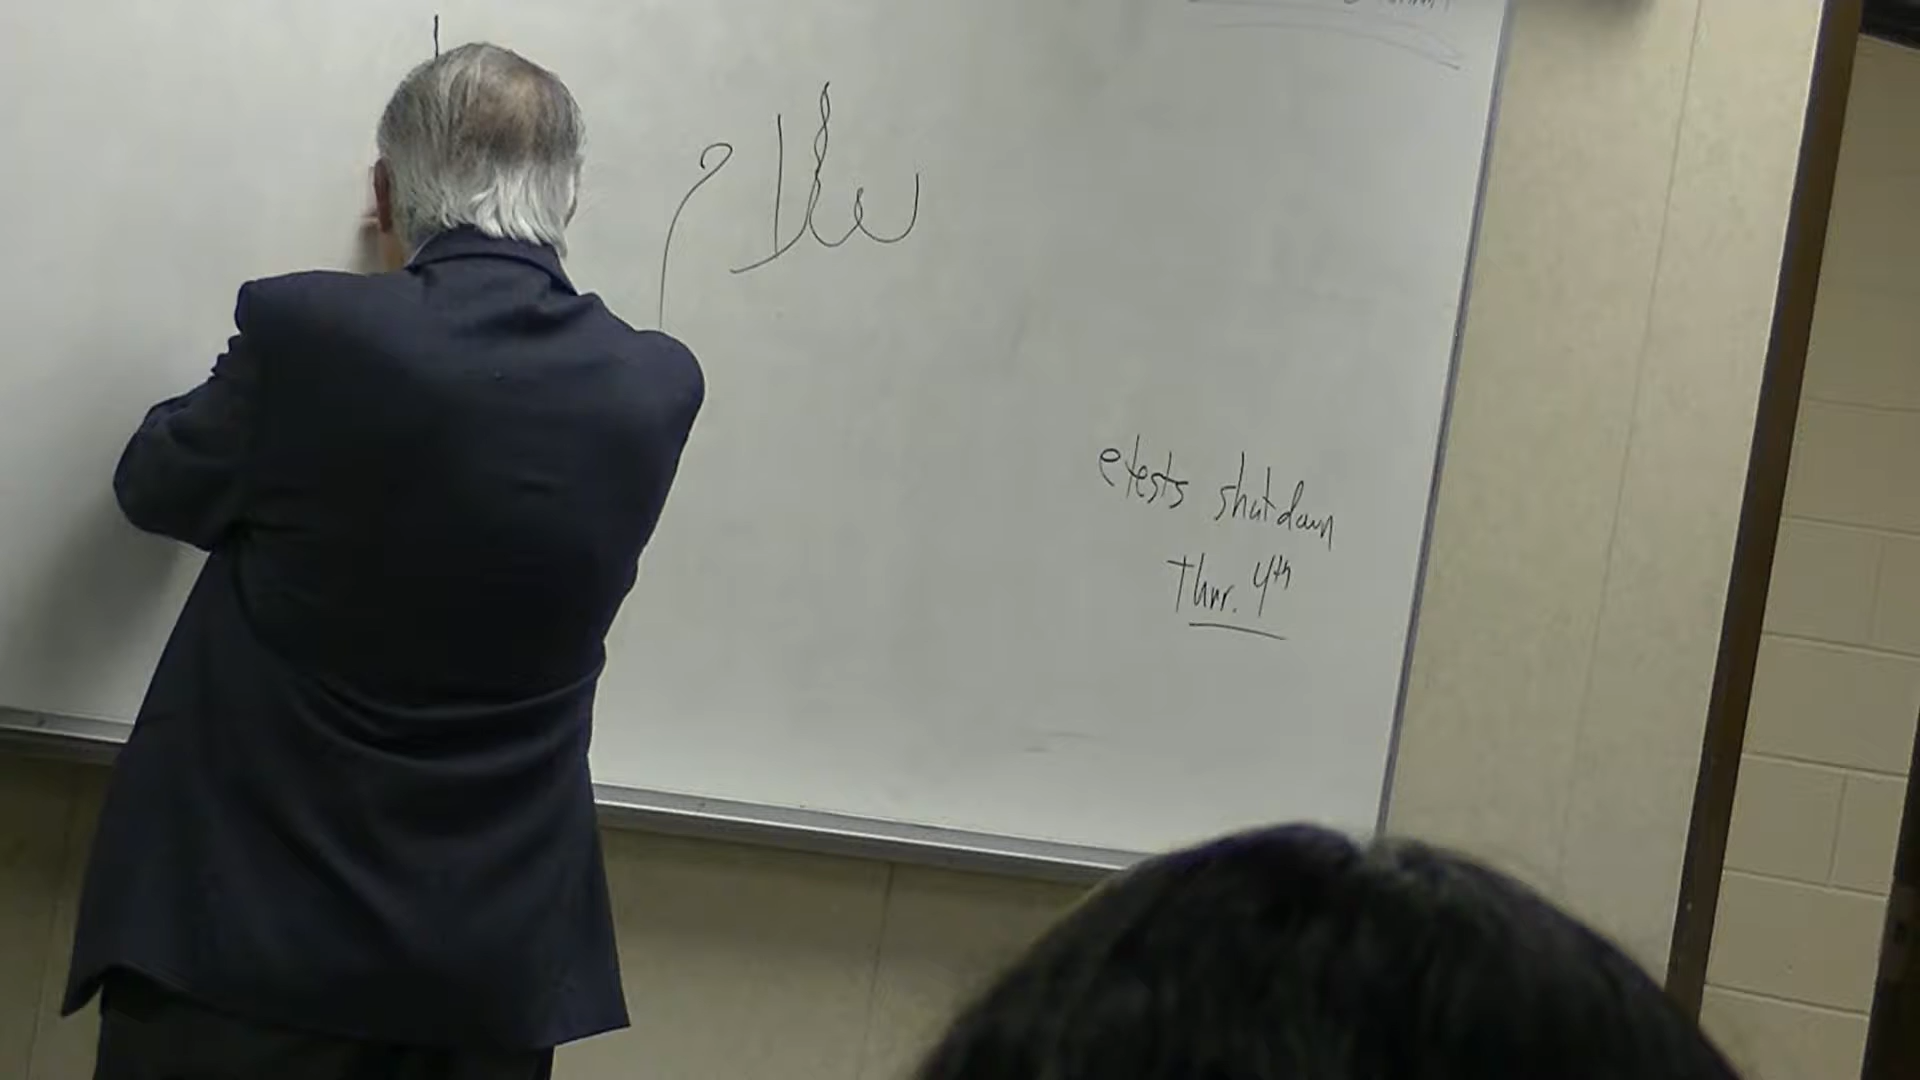 سلام
etests shutdown
Thur. 4th